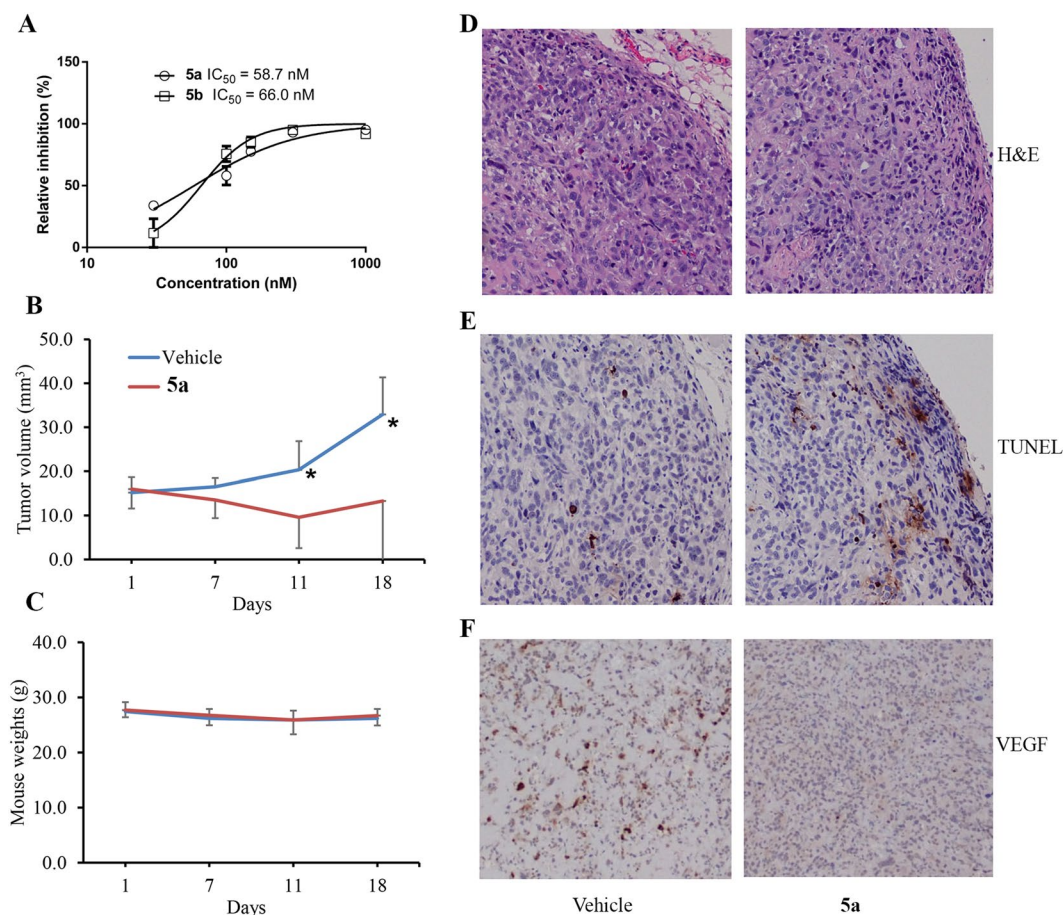 A
150
100
50
0
10
100
1000
Relative inhibition (%)
Concentration (nM)
5a IC50 = 58.7 nM
5b IC50 = 66.0 nM
B
50.0
40.0
30.0
20.0
10.0
0.0
Tumor volume (mm³)
Vehicle
5a
*
*
1 7 11 18
Days
C
40.0
30.0
20.0
10.0
0.0
Mouse weights (g)
1 7 11 18
Days
D
H&E
E
TUNEL
F
VEGF
Vehicle
5a